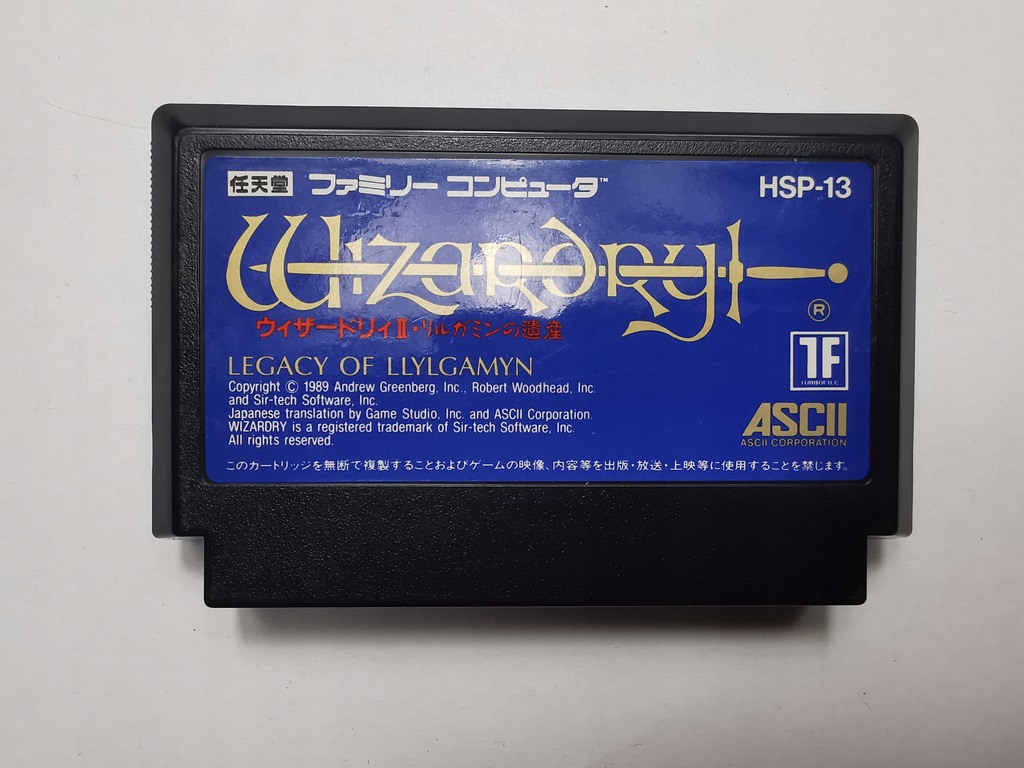 任天堂 ファミリー コンピュータ™ HSP-13
Wizardry
®
ウィザードリィⅡ・リルガミンの遺産
LEGACY OF LLYLGAMYN
Copyright © 1989 Andrew Greenberg, Inc., Robert Woodhead, Inc.
and Sir-tech Software, Inc.
Japanese translation by Game Studio, Inc. and ASCII Corporation.
WIZARDRY is a registered trademark of Sir-tech Software, Inc.
All rights reserved.
TF
TURBOFILE
ASCII
ASCII CORPORATION
このカートリッジを無断で複製することおよびゲームの映像、内容等を出版・放送・上映等に使用することを禁じます。